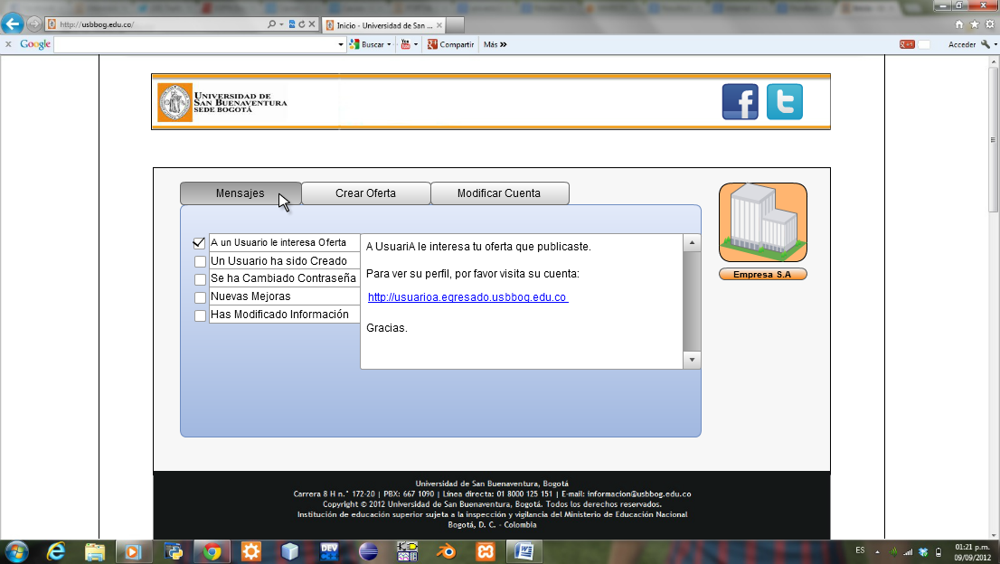 http://usbbog.edu.co/
Inicio - Universidad de San ...
Google
Buscar
You
Compartir
Más »
g+1
Acceder
UNIVERSIDAD DE
SAN BUENAVENTURA
SEDE BOGOTÁ
f
t
Mensajes
Crear Oferta
Modificar Cuenta
A un Usuario le interesa Oferta
Un Usuario ha sido Creado
Se ha Cambiado Contraseña
Nuevas Mejoras
Has Modificado Información
A UsuariA le interesa tu oferta que publicaste.
Para ver su perfil, por favor visita su cuenta:
http://usuarioa.egresado.usbbog.edu.co
Gracias.
Empresa S.A
Universidad de San Buenaventura, Bogotá
Carrera 8 H n.° 172-20 | PBX: 667 1090 | Línea directa: 01 8000 125 151 | E-mail: informacion@usbbog.edu.co
Copyright © 2012 Universidad de San Buenaventura, Bogotá. Todos los derechos reservados.
Institución de educación superior sujeta a la inspección y vigilancia del Ministerio de Educación Nacional
Bogotá, D. C. - Colombia
DEV
ES
01:21 p.m.
09/09/2012